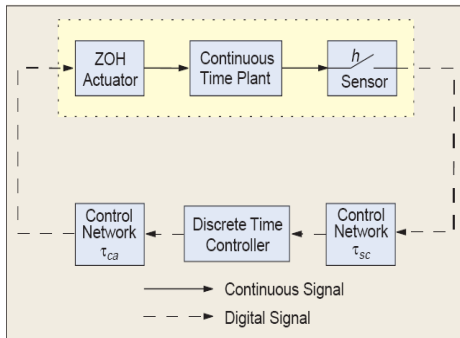 ZOH
Actuator
Continuous
Time Plant
h
Sensor
Control
Network
τca
Discrete Time
Controller
Control
Network
τsc
Continuous Signal
Digital Signal